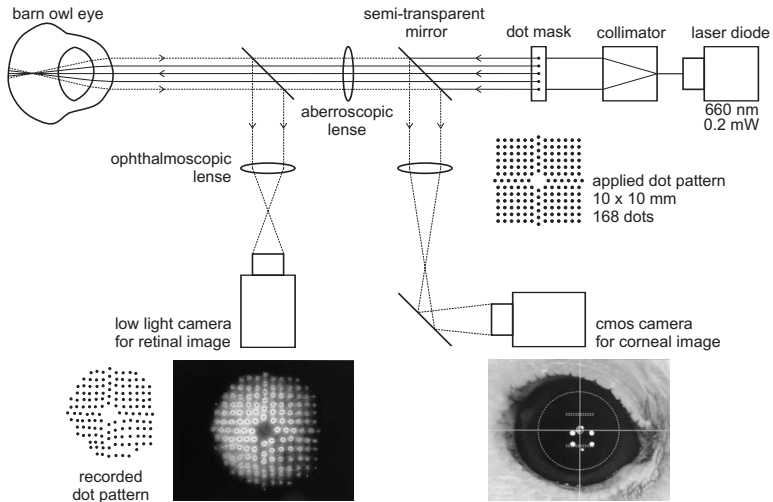 barn owl eye
semi-transparent
mirror
dot mask
collimator
laser diode
660 nm
0.2 mW
aberroscopic
lense
ophthalmoscopic
lense
applied dot pattern
10 x 10 mm
168 dots
low light camera
for retinal image
cmos camera
for corneal image
recorded
dot pattern